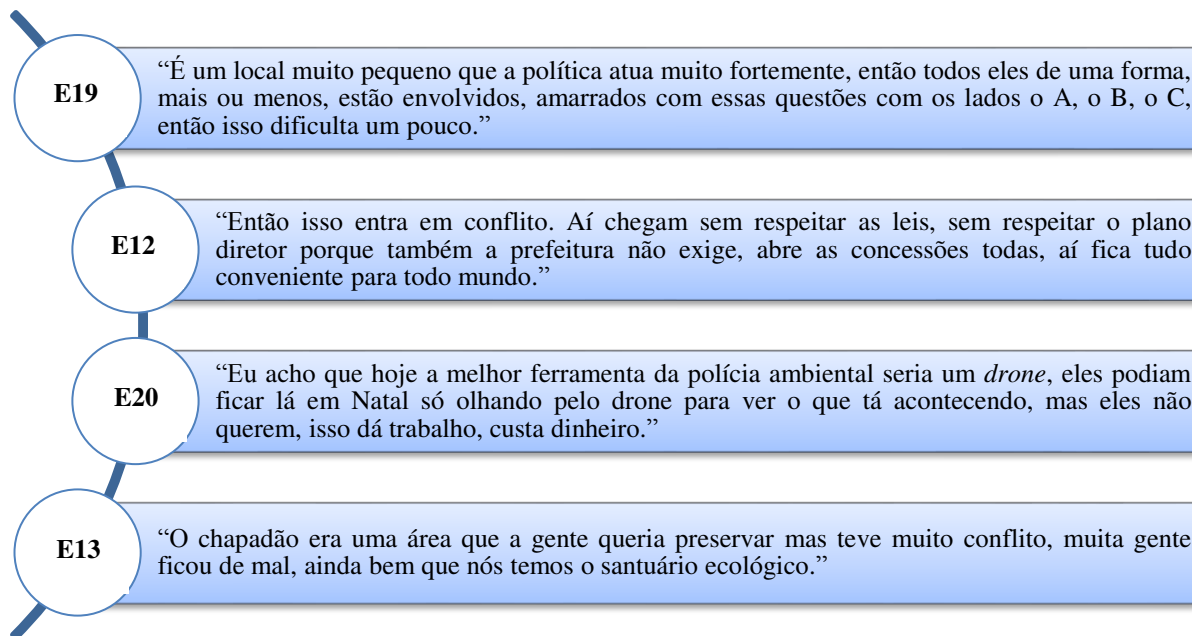 E19
“É um local muito pequeno que a política atua muito fortemente, então todos eles de uma forma,
mais ou menos, estão envolvidos, amarrados com essas questões com os lados o A, o B, o C,
então isso dificulta um pouco.”
E12
“Então isso entra em conflito. Aí chegam sem respeitar as leis, sem respeitar o plano
diretor porque também a prefeitura não exige, abre as concessões todas, aí fica tudo
conveniente para todo mundo.”
E20
“Eu acho que hoje a melhor ferramenta da polícia ambiental seria um drone, eles podiam
ficar lá em Natal só olhando pelo drone para ver o que tá acontecendo, mas eles não
querem, isso dá trabalho, custa dinheiro.”
E13
“O chapadão era uma área que a gente queria preservar mas teve muito conflito, muita gente
ficou de mal, ainda bem que nós temos o santuário ecológico.”